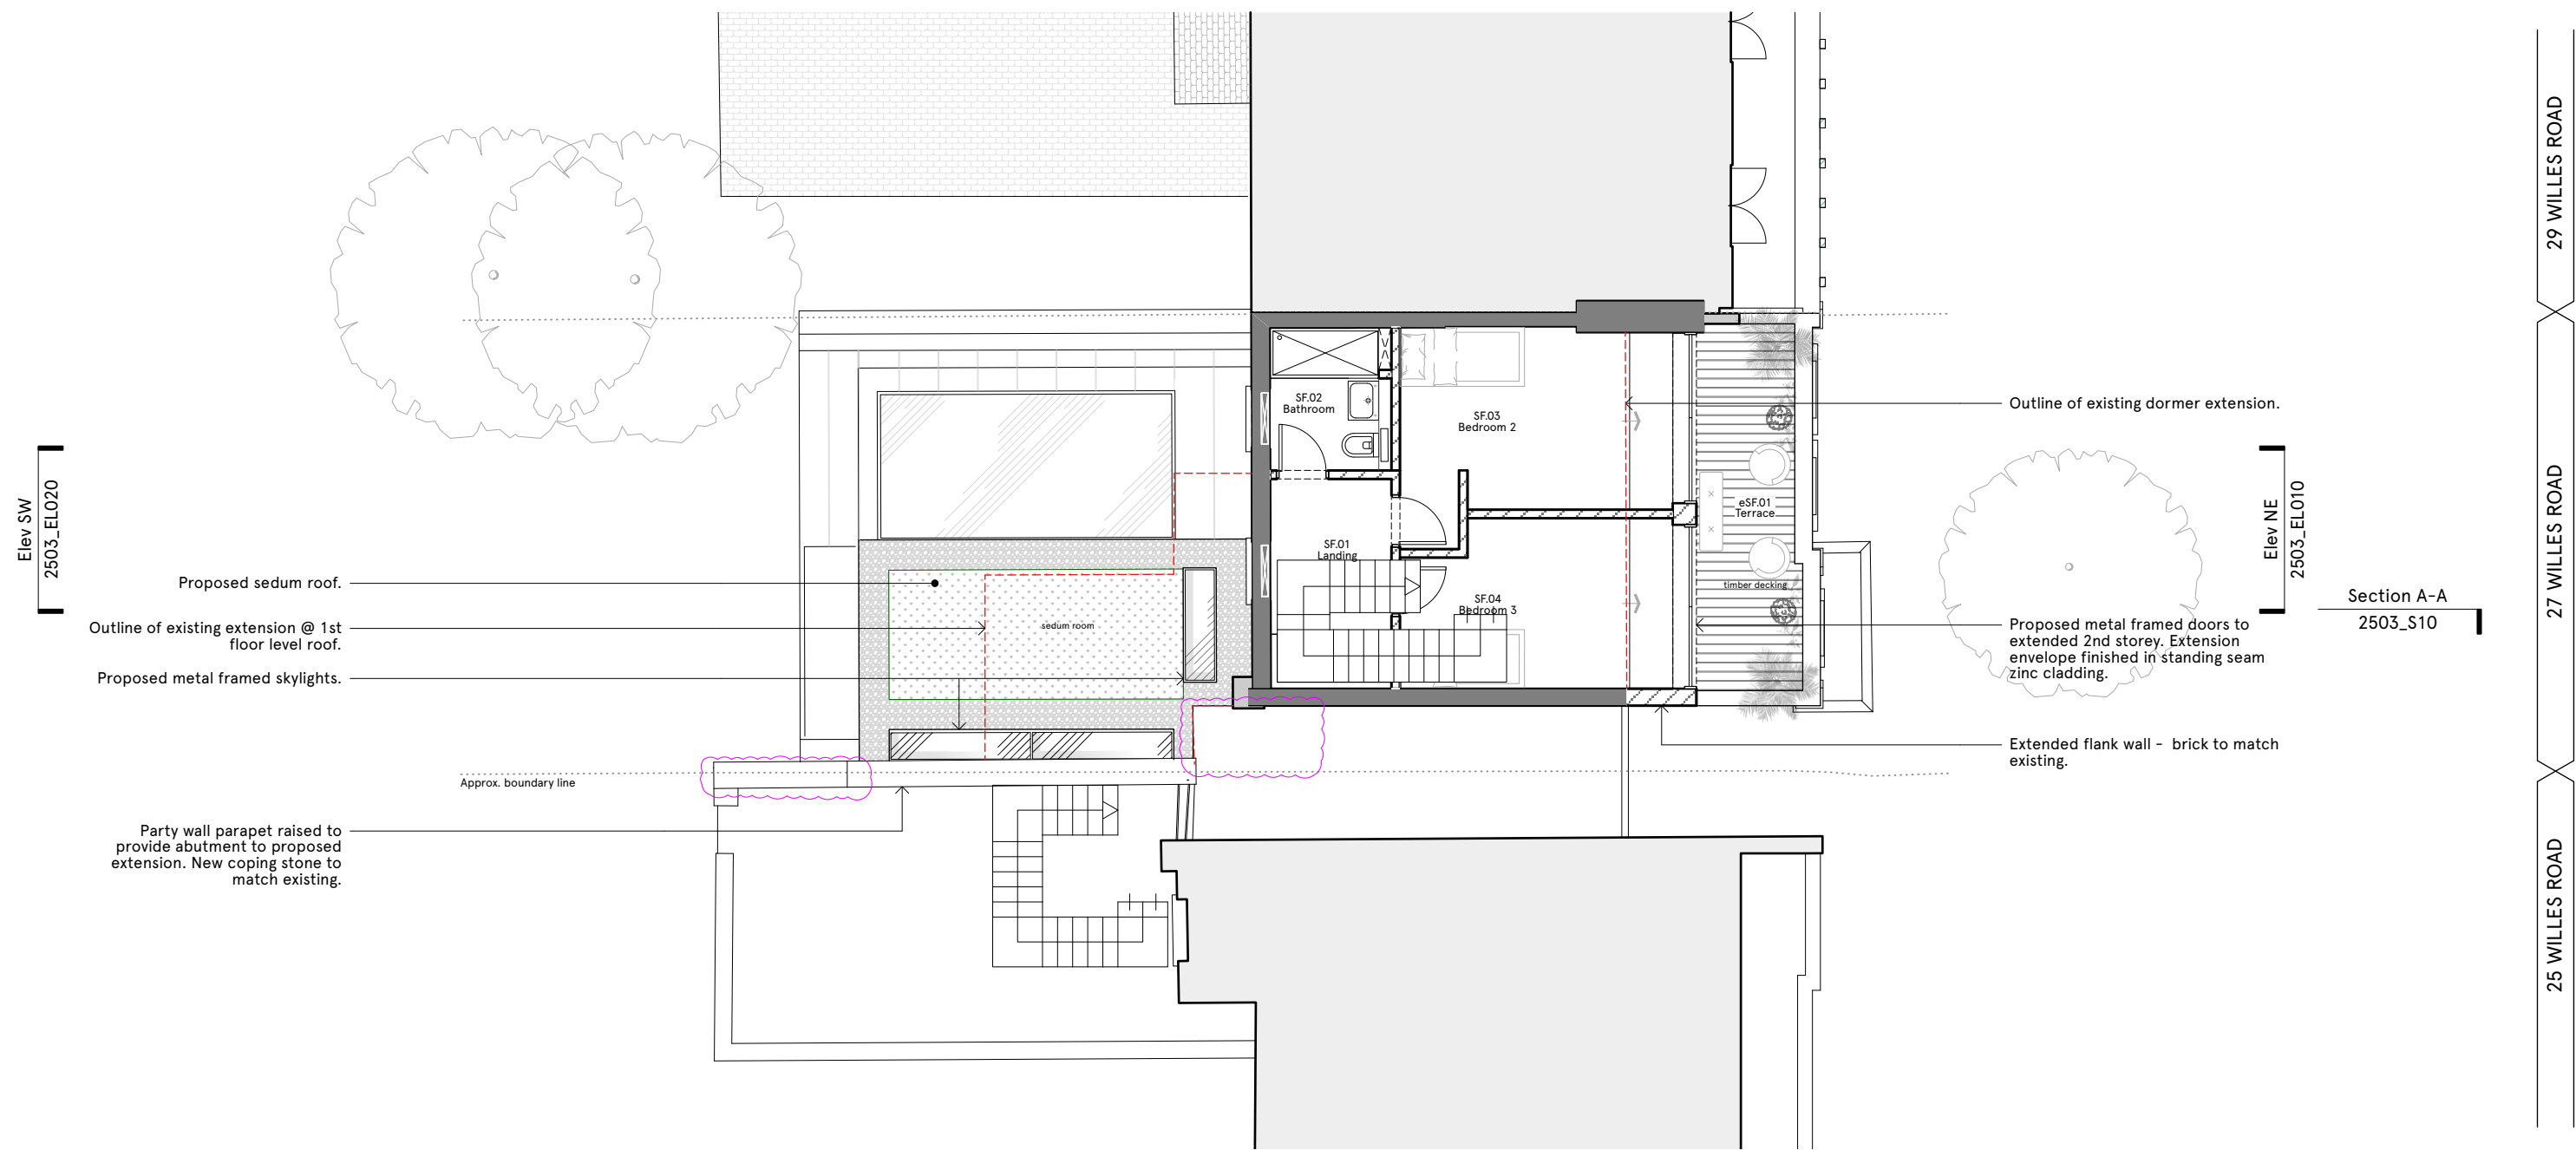 Elev SW
2503_EL020
Proposed sedum roof.
Outline of existing extension @ 1st
floor level roof.
Proposed metal framed skylights.
Approx. boundary line
Party wall parapet raised to
provide abutment to proposed
extension. New coping stone to
match existing.
sedum room
SF.02
Bathroom
SF.03
Bedroom 2
SF.01
Landing
SF.04
Bedroom 3
eSF.01
Terrace
timber decking
Outline of existing dormer extension.
Proposed metal framed doors to
extended 2nd storey. Extension
envelope finished in standing seam
zinc cladding.
Extended flank wall - brick to match
existing.
Elev NE
2503_EL010
Section A-A
2503_S10
29 WILLES ROAD
27 WILLES ROAD
25 WILLES ROAD